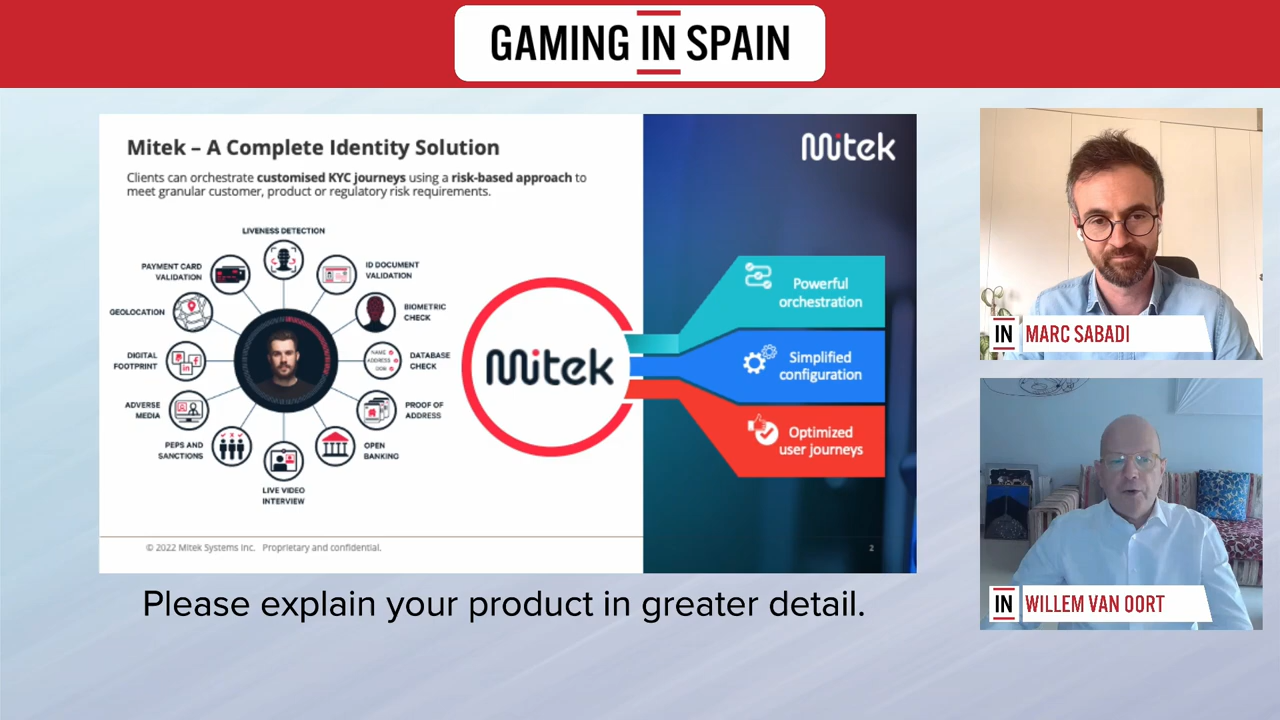 GAMING IN SPAIN
Mitek – A Complete Identity Solution
Clients can orchestrate customised KYC journeys using a risk-based approach to
meet granular customer, product or regulatory risk requirements.
LIVENESS DETECTION
PAYMENT CARD
VALIDATION
ID DOCUMENT
VALIDATION
GEOLOCATION
BIOMETRIC
CHECK
DIGITAL
FOOTPRINT
NAME
ADDRESS
DOB
DATABASE
CHECK
ADVERSE
MEDIA
PROOF OF
ADDRESS
PEPS AND
SANCTIONS
OPEN
BANKING
LIVE VIDEO
INTERVIEW
Mitek
Mitek
Powerful
orchestration
Simplified
configuration
Optimized
user journeys
© 2022 Mitek Systems Inc. Proprietary and confidential.
2
IN MARC SABADI
IN WILLEM VAN OORT
Please explain your product in greater detail.